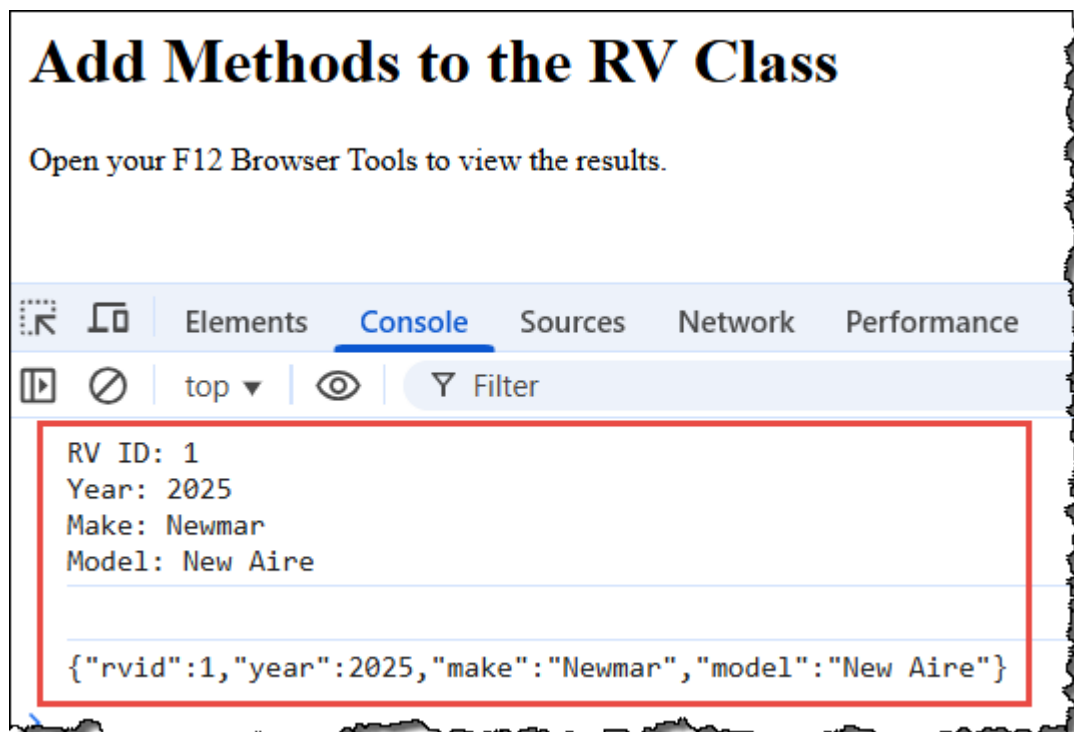 Add Methods to the RV Class
Open your F12 Browser Tools to view the results.
Elements Console Sources Network Performance
top ▼ Filter
RV ID: 1
Year: 2025
Make: Newmar
Model: New Aire
{"rvid":1,"year":2025,"make":"Newmar","model":"New Aire"}